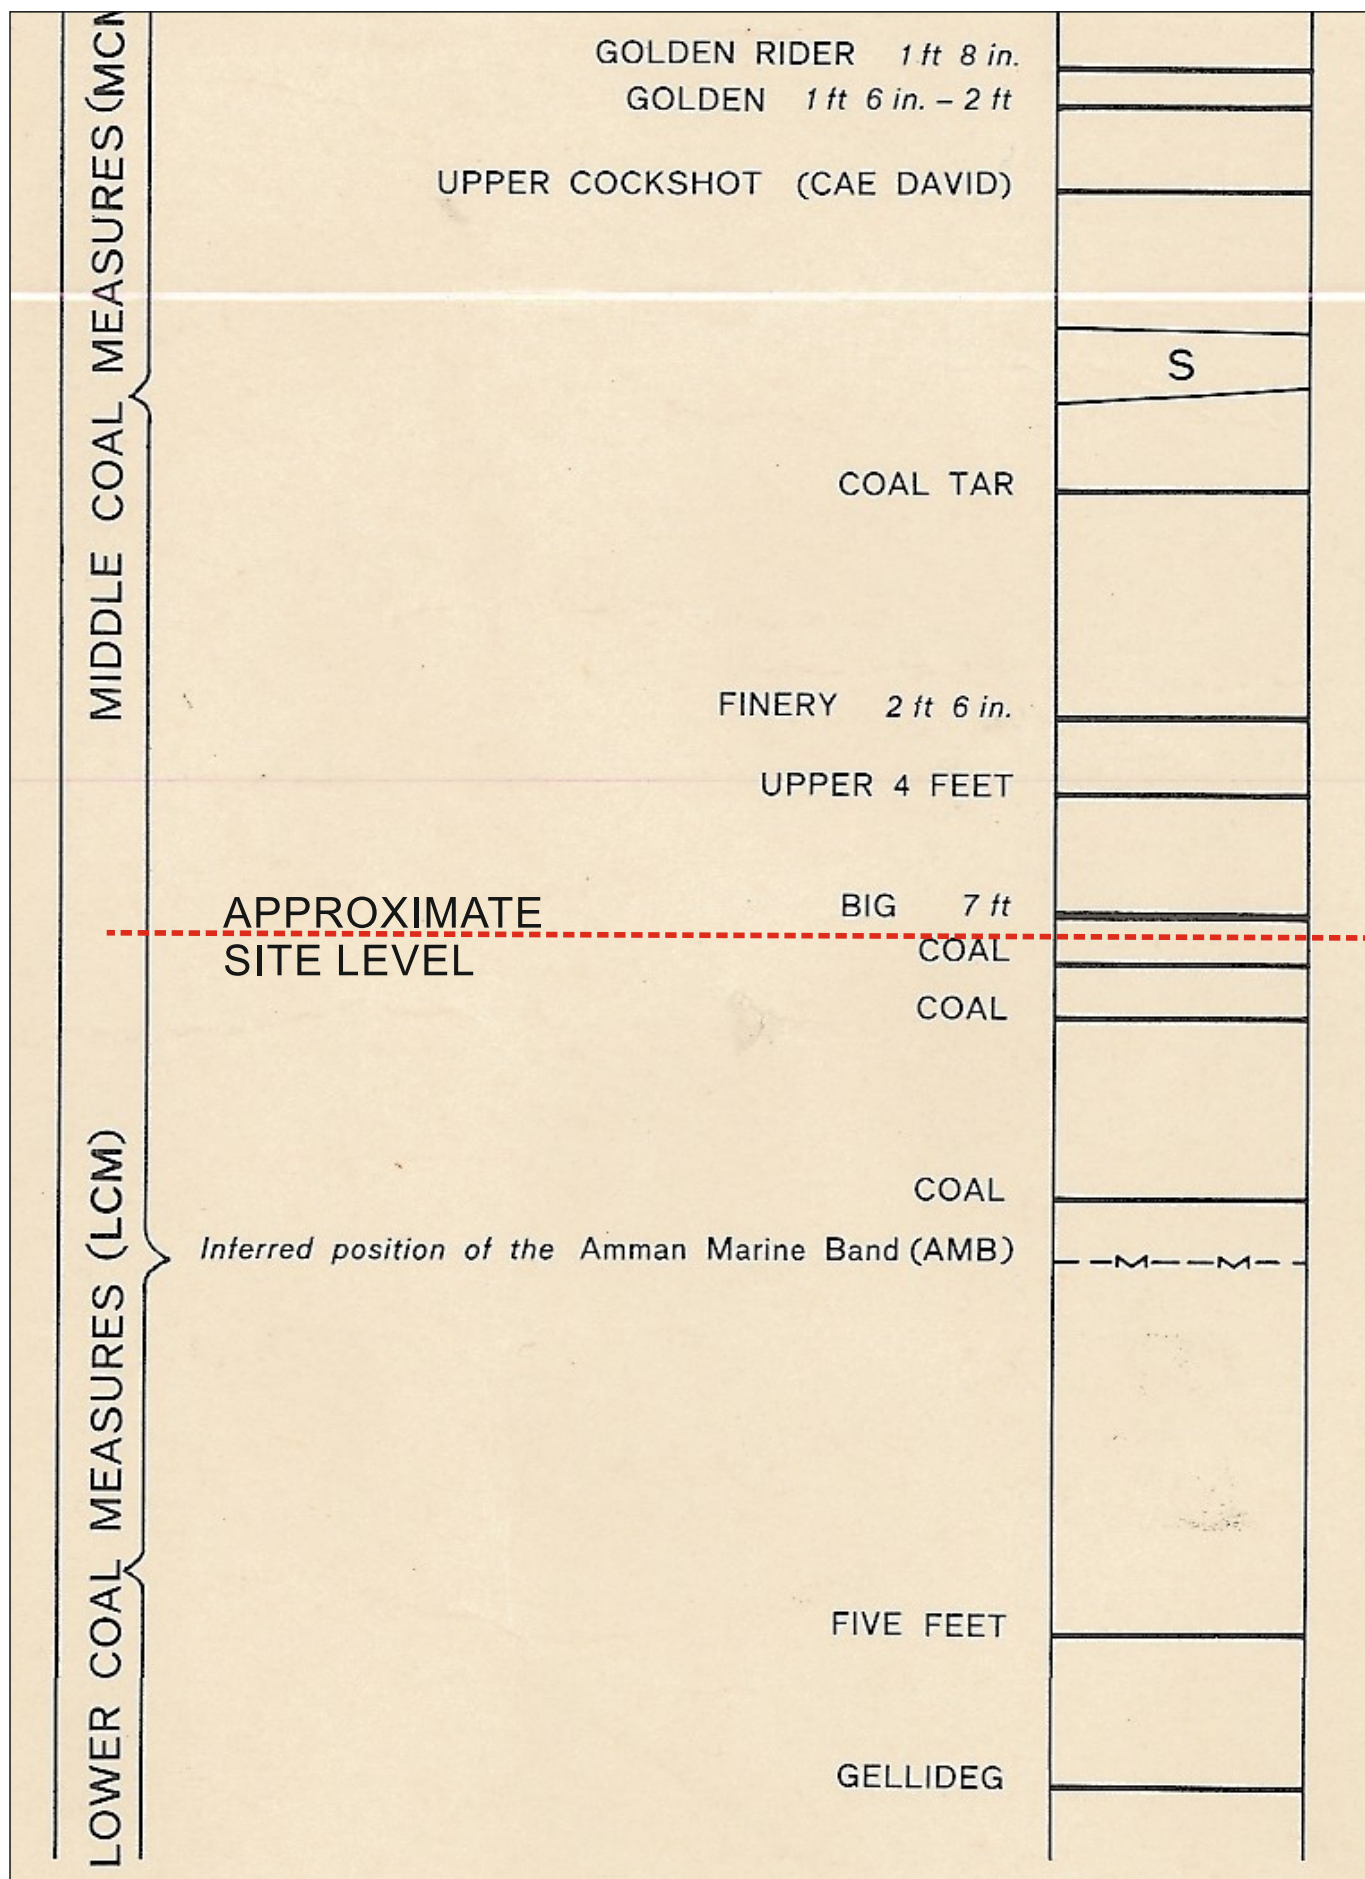 MIDDLE COAL MEASURES (MCM
GOLDEN RIDER 1 ft 8 in.
GOLDEN 1 ft 6 in. – 2 ft
UPPER COCKSHOT (CAE DAVID)
S
COAL TAR
FINERY 2 ft 6 in.
UPPER 4 FEET
BIG 7 ft
APPROXIMATE
SITE LEVEL
COAL
COAL
COAL
LOWER COAL MEASURES (LCM)
Inferred position of the Amman Marine Band (AMB)
M M
FIVE FEET
GELLIDEG